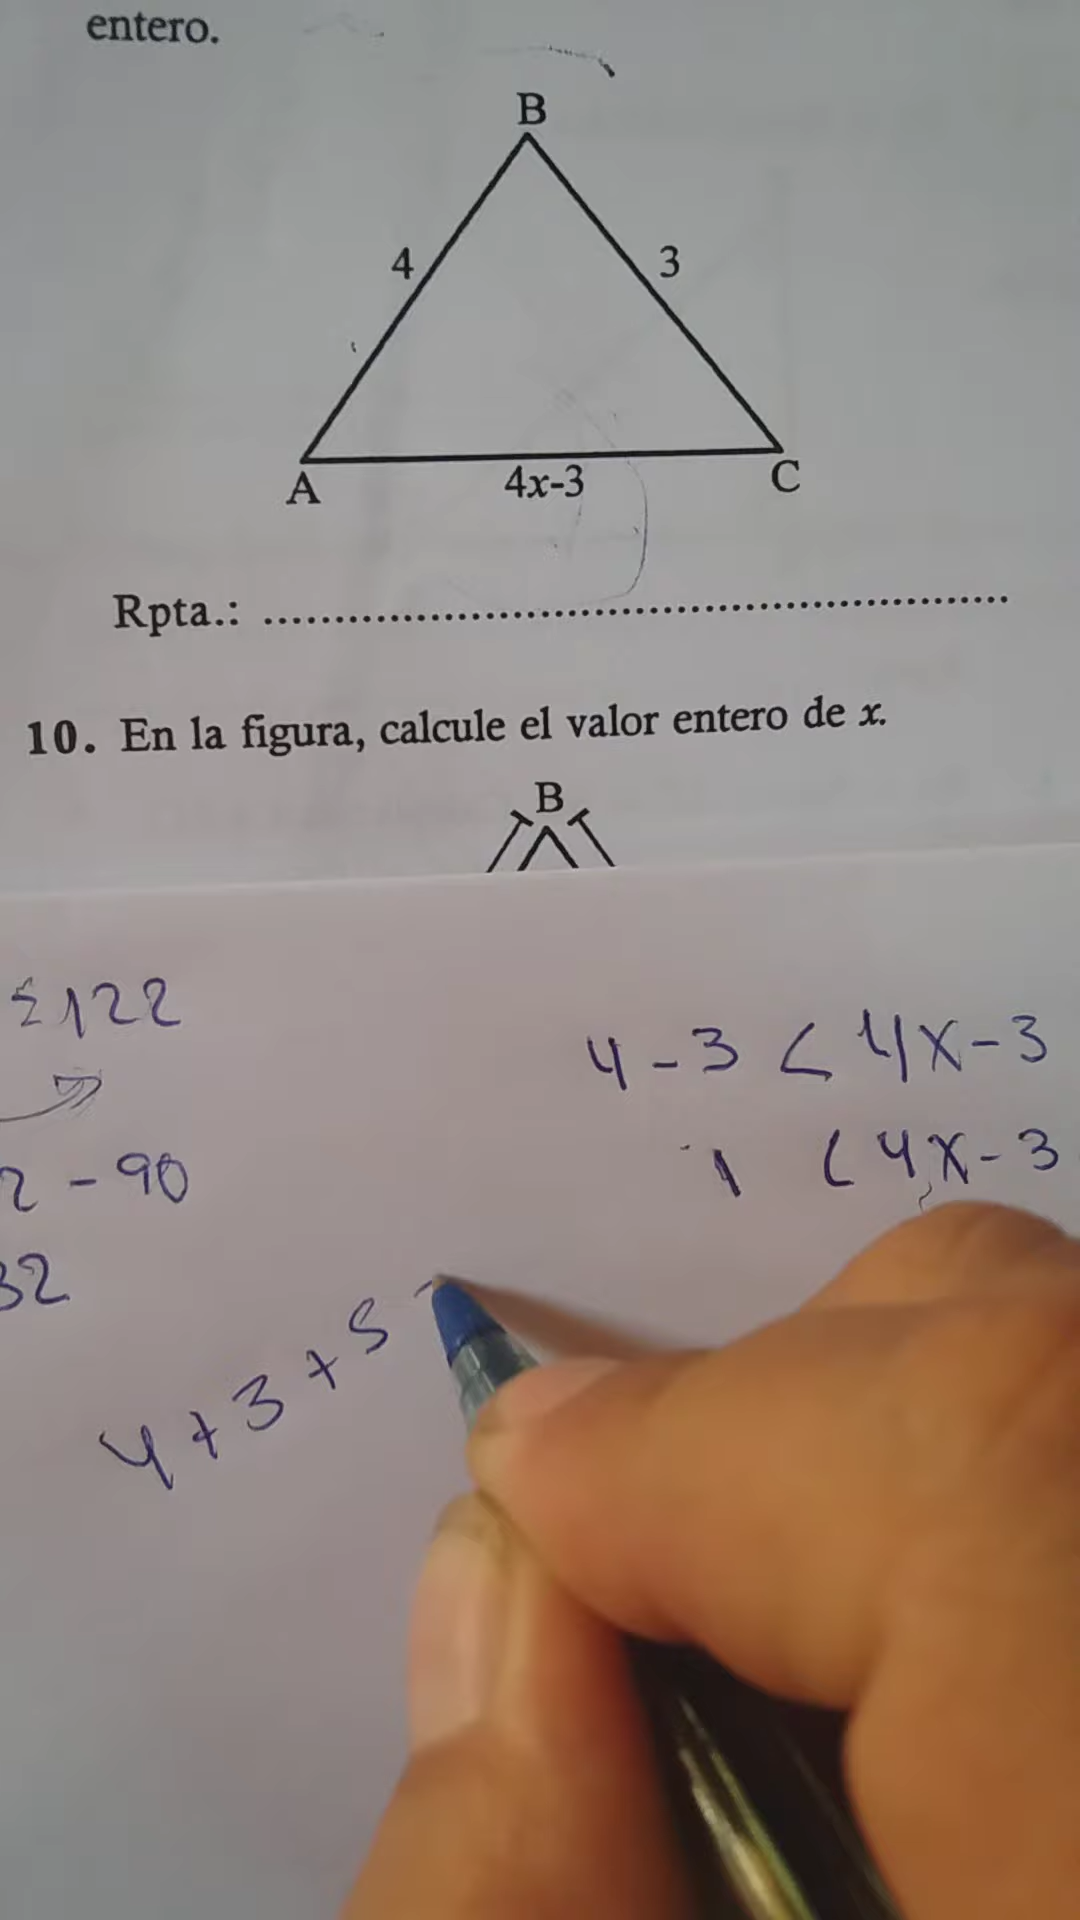 entero.
B
4
3
A
4x-3
C
Rpta.: ..........................................................
10. En la figura, calcule el valor entero de x.
B
122
4 - 3 < 4x - 3
2 - 90
1 < 4x - 3
32
4 + 3 + 5